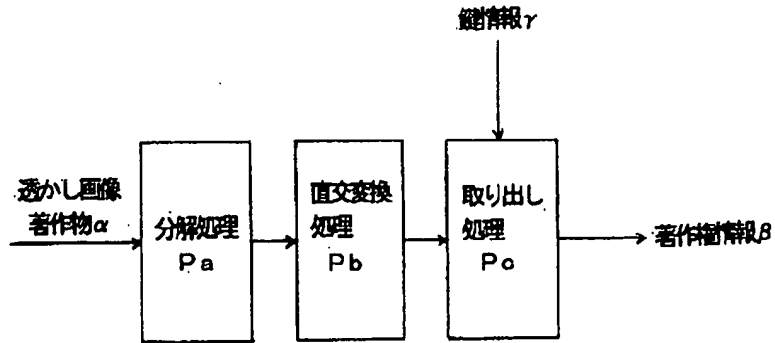 鍵情報γ
透かし画像
著作物α
分解処理
Pa
直交変換
処理
Pb
取り出し
処理
Pc
著作権情報β